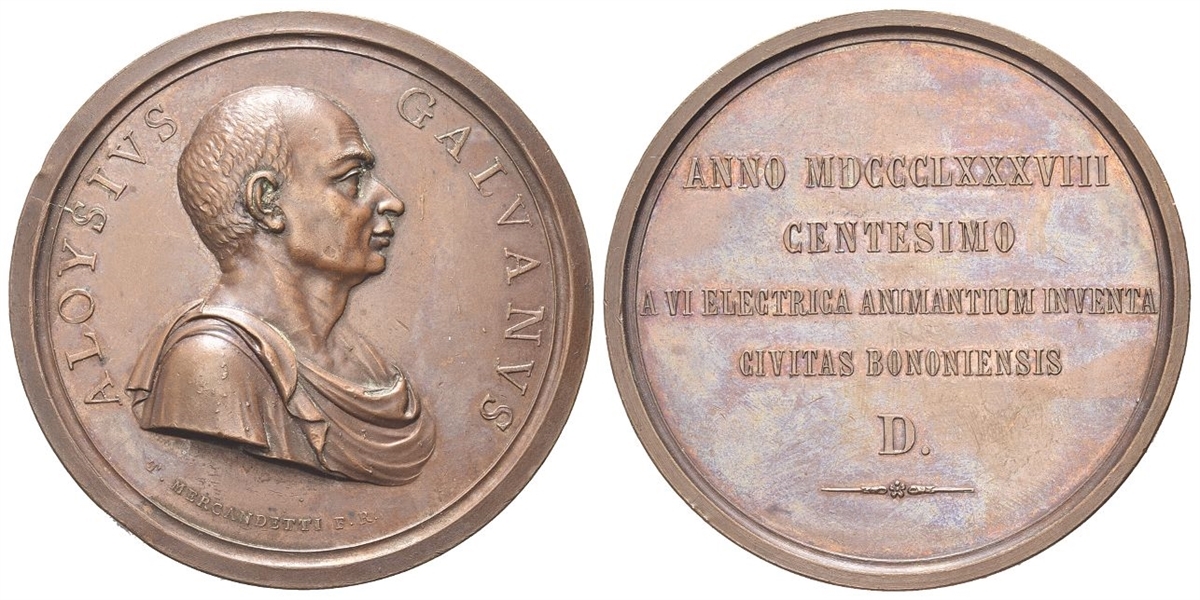 ALOYSIVS GALVANVS
T. MERCANDETTI F. R.
ANNO MDCCCLXXXVIII
CENTESIMO
A VI ELECTRICA ANIMANTIUM INVENTA
CIVITAS BONONIENSIS
D.